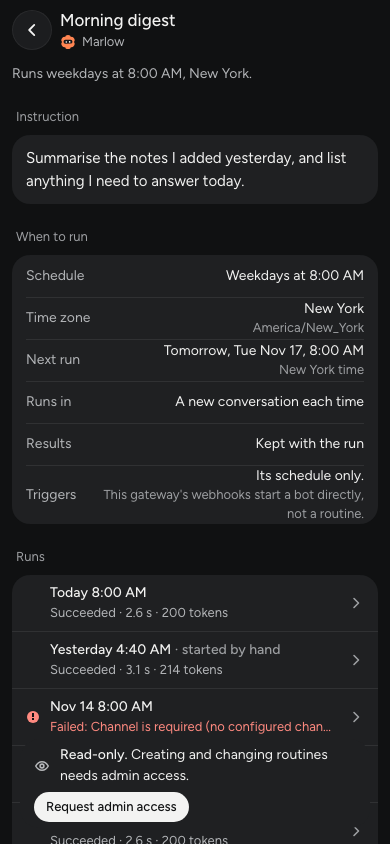 Morning digest
Marlow
Runs weekdays at 8:00 AM, New York.
Instruction
Summarise the notes I added yesterday, and list
anything I need to answer today.
When to run
Schedule
Weekdays at 8:00 AM
Time zone
New York
America/New_York
Next run
Tomorrow, Tue Nov 17, 8:00 AM
New York time
Runs in
A new conversation each time
Results
Kept with the run
Triggers
Its schedule only.
This gateway's webhooks start a bot directly,
not a routine.
Runs
Today 8:00 AM
Succeeded · 2.6 s · 200 tokens
Yesterday 4:40 AM · started by hand
Succeeded · 3.1 s · 214 tokens
Nov 14 8:00 AM
Failed: Channel is required (no configured chan...
Read-only. Creating and changing routines
needs admin access.
Request admin access
Succeeded · 2.6 s · 200 tokens